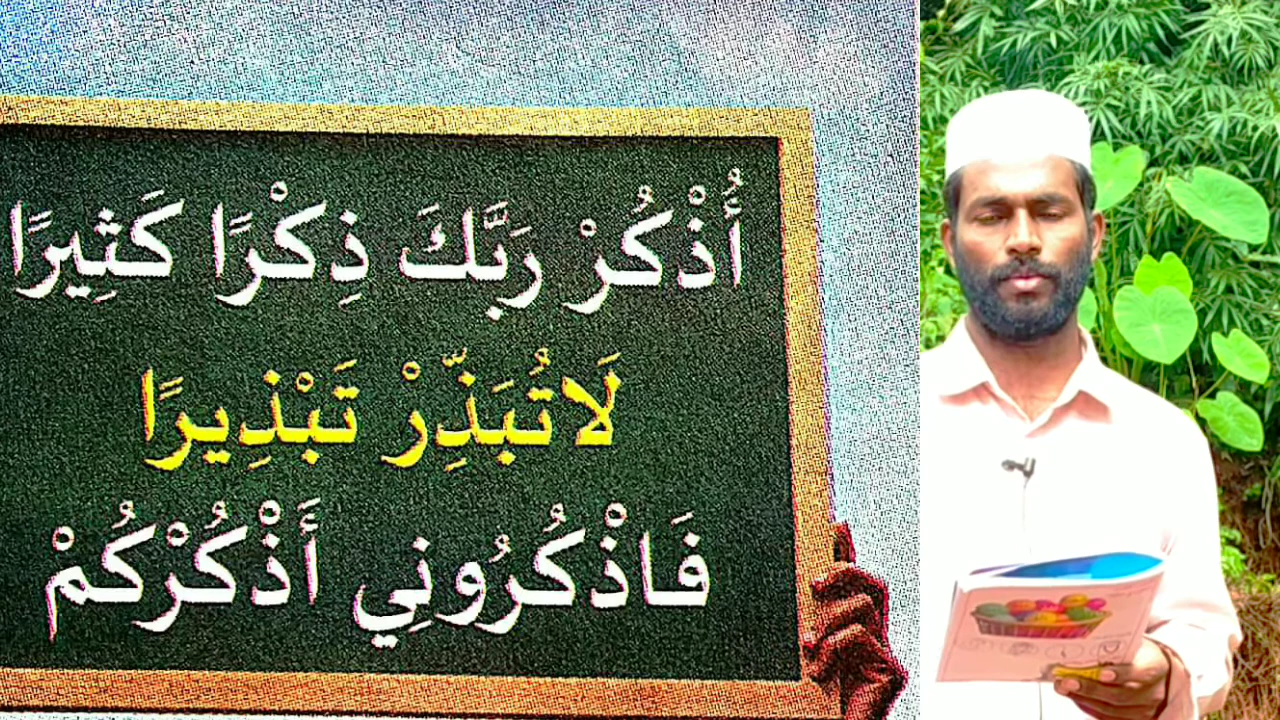 أُذْكُرْ رَبَّكَ ذِكْرًا كَثِيرًا
لَاتُبَذِّرْ تَبْذِيرًا
فَاذْكُرُونِي أَذْكُرْكُمْ